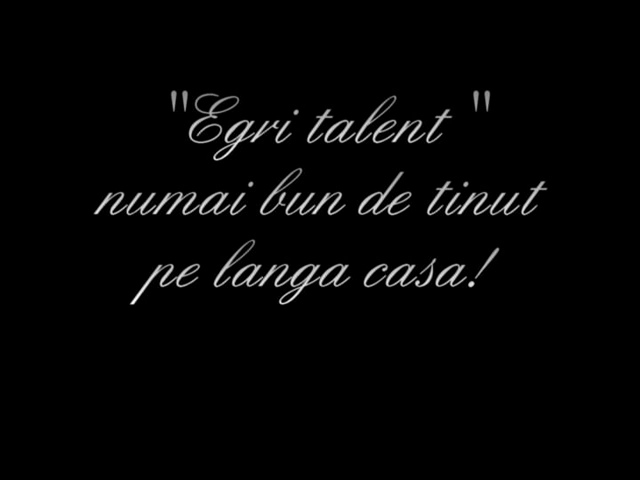 "Egri talent "
numai bun de tinut
pe langa casa!